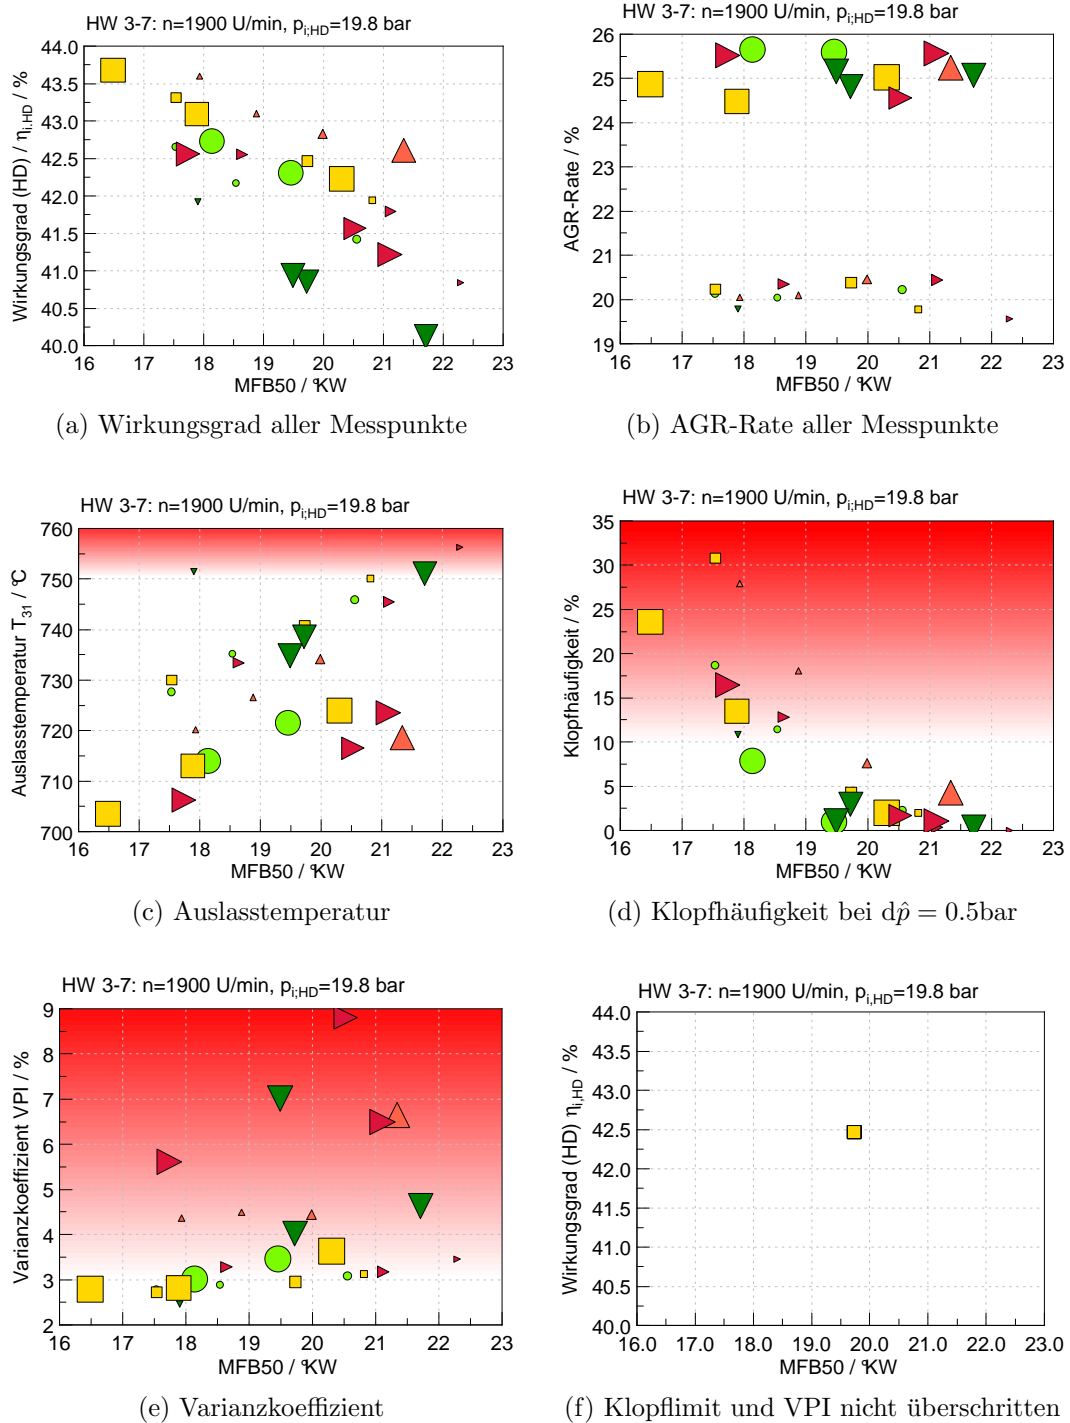 HW 3-7: n=1900 U/min, p_i;HD=19.8 bar
Wirkungsgrad (HD) / η_i;HD / %
44.0
43.5
43.0
42.5
42.0
41.5
41.0
40.5
40.0
16 17 18 19 20 21 22 23
MFB50 / °KW
(a) Wirkungsgrad aller Messpunkte
HW 3-7: n=1900 U/min, p_i;HD=19.8 bar
AGR-Rate / %
26
25
24
23
22
21
20
19
16 17 18 19 20 21 22 23
MFB50 / °KW
(b) AGR-Rate aller Messpunkte
HW 3-7: n=1900 U/min, p_i;HD=19.8 bar
Auslasstemperatur T_31 / °C
760
750
740
730
720
710
700
16 17 18 19 20 21 22 23
MFB50 / °KW
(c) Auslasstemperatur
HW 3-7: n=1900 U/min, p_i;HD=19.8 bar
Klopfhäufigkeit / %
35
30
25
20
15
10
5
0
16 17 18 19 20 21 22 23
MFB50 / °KW
(d) Klopfhäufigkeit bei dp̂ = 0.5bar
HW 3-7: n=1900 U/min, p_i;HD=19.8 bar
Varianzkoeffizient VPI / %
9
8
7
6
5
4
3
2
16 17 18 19 20 21 22 23
MFB50 / °KW
(e) Varianzkoeffizient
HW 3-7: n=1900 U/min, p_i,HD=19.8 bar
Wirkungsgrad (HD) η_i,HD / %
44.0
43.5
43.0
42.5
42.0
41.5
41.0
40.5
40.0
16.0 17.0 18.0 19.0 20.0 21.0 22.0 23.0
MFB50 / °KW
(f) Klopflimit und VPI nicht überschritten